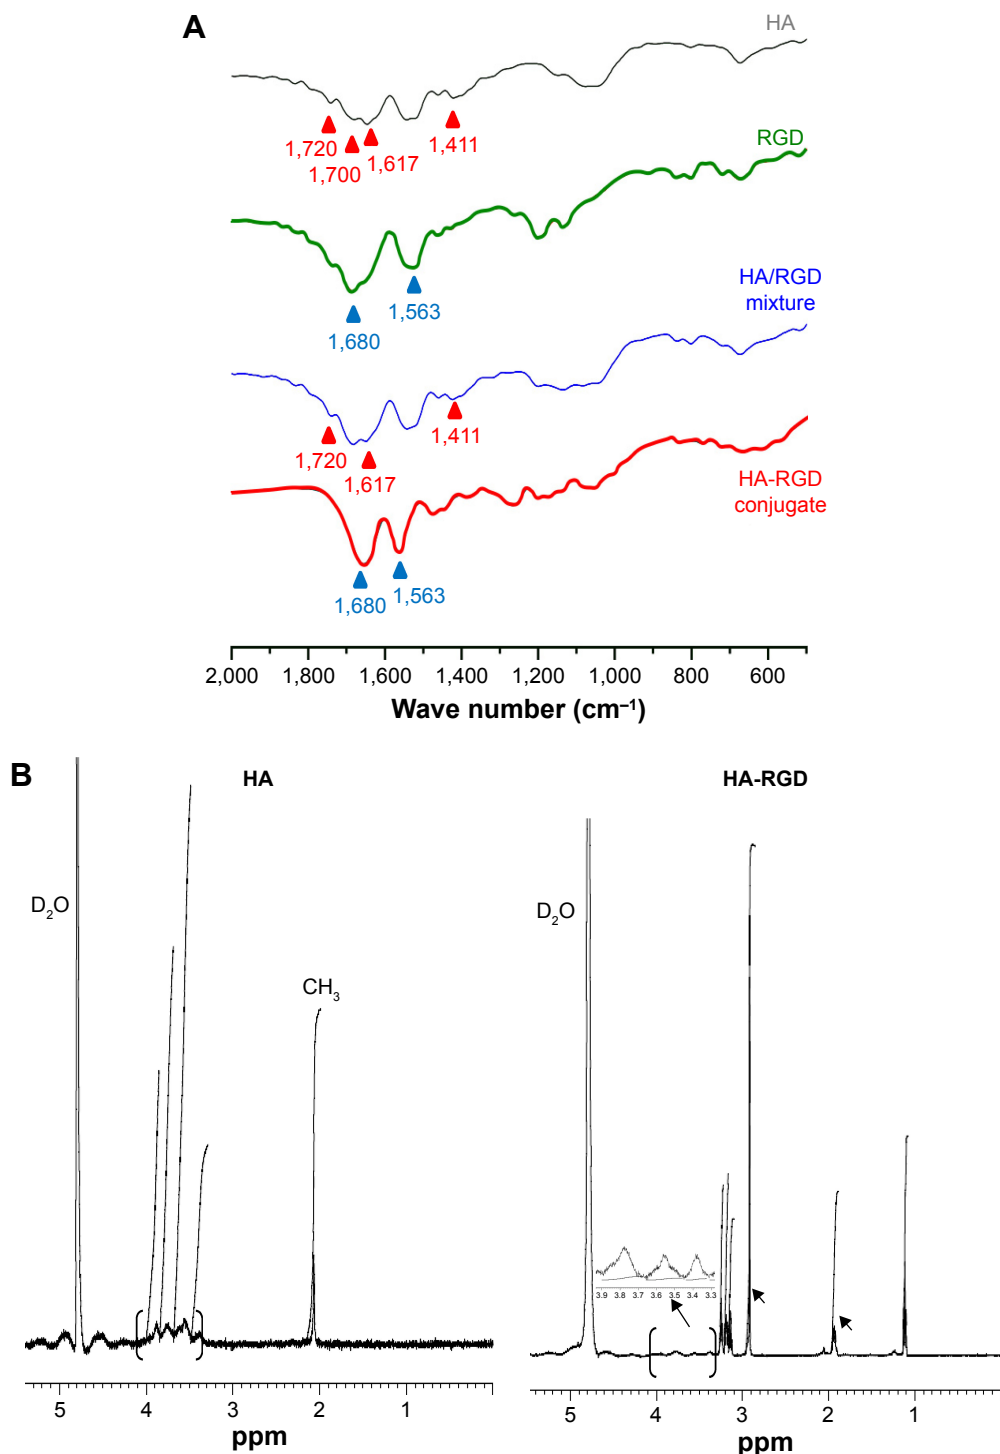 A
HA
1,720
1,700
1,617
1,411
RGD
1,680
1,563
HA/RGD
mixture
1,720
1,617
1,411
HA-RGD
conjugate
1,680
1,563
2,000 1,800 1,600 1,400 1,200 1,000 800 600
Wave number (cm⁻¹)
B
HA
D₂O
CH₃
5 4 3 2 1
ppm
HA-RGD
D₂O
3.9 3.8 3.7 3.6 3.5 3.4 3.3
5 4 3 2 1
ppm